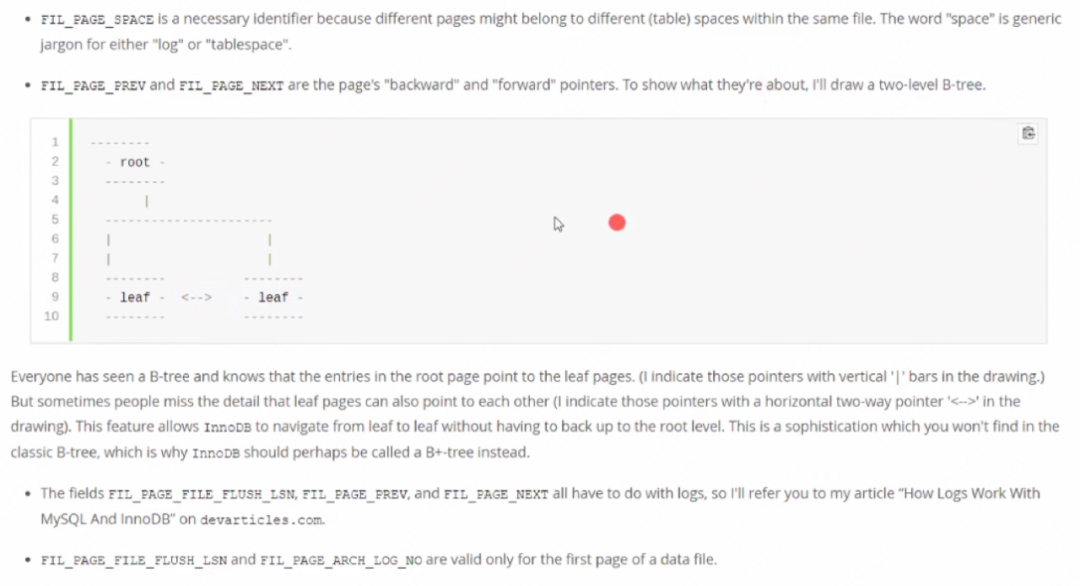 • FIL_PAGE_SPACE is a necessary identifier because different pages might belong to different (table) spaces within the same file. The word "space" is generic
jargon for either "log" or "tablespace".
• FIL_PAGE_PREV and FIL_PAGE_NEXT are the page's "backward" and "forward" pointers. To show what they're about, I'll draw a two-level B-tree.
1 --------
2 - root -
3 --------
4 |
5 ----------------------
6 | |
7 | |
8 -------- --------
9 - leaf - <--> - leaf -
10 -------- --------
Everyone has seen a B-tree and knows that the entries in the root page point to the leaf pages. (I indicate those pointers with vertical '|' bars in the drawing.)
But sometimes people miss the detail that leaf pages can also point to each other (I indicate those pointers with a horizontal two-way pointer '<-->' in the
drawing). This feature allows InnoDB to navigate from leaf to leaf without having to back up to the root level. This is a sophistication which you won't find in the
classic B-tree, which is why InnoDB should perhaps be called a B+-tree instead.
• The fields FIL_PAGE_FILE_FLUSH_LSN, FIL_PAGE_PREV, and FIL_PAGE_NEXT all have to do with logs, so I'll refer you to my article “How Logs Work With
MySQL And InnoDB” on devarticles.com.
• FIL_PAGE_FILE_FLUSH_LSN and FIL_PAGE_ARCH_LOG_NO are valid only for the first page of a data file.